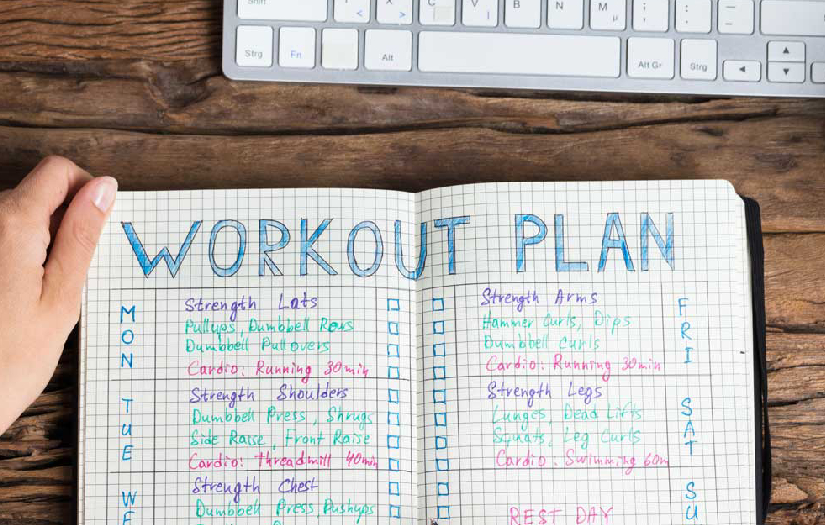 Shift
Y
X
C
V
B
N
M
µ
;
,
:
.
–
Strg
Fn
Alt
Alt Gr
Strg
WORKOUT PLAN
MON
Strength Lats
Pullups, Dumbbell Rows
Dumbbell Pullovers
Cardio: Running 30min
TUE
Strength Shoulders
Dumbbell Press, Shrugs
Side Raise, Front Raise
Cardio: threadmill 40min
WE
Strength Chest
Dumbbell Press Pushups
FRI
Strength Arms
Hammer Curls, Dips
Dumbbell Curls
Cardio: Running 30min
SAT
Strength Legs
Lunges, Dead Lifts
Squats, Leg Curls
Cardio: Swimming 60m
SU
REST DAY